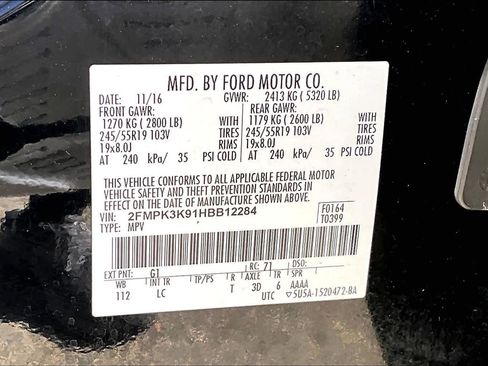 MFD. BY FORD MOTOR CO.
11/16 GVWR: 2413 KG ( 5320 LB)
FRONT GAWR: REAR GAWR:
1270 KG ( 2800 LB) 1179 KG ( 2600 LB)
245/55R19 103V TIRES 245/55R19 103V TIRES
19x8.0J RIMS 19x8.0J RIMS
AT 240 kPa/ 35 PSI COLD AT 240 kPa/ 35 PSI COLD
THIS VEHICLE CONFORMS TO ALL APPLICABLE FEDERAL MOTOR
VEHICLE SAFETY AND THEFT PREVENTION STANDARDS IN
EFFECT ON THE DATE OF MANUFACTURE SHOWN ABOVE.
VIN: 2FMPK3K91HBB12284 F0164
TYPE: MPV T0399
EXT PNT: G1 RC: 71 DSO:
WB INT TR TP/PS R AXLE TR SPR
112 LC T 3D 6 AAAA
UTC ▽5U5A-1520472-BA